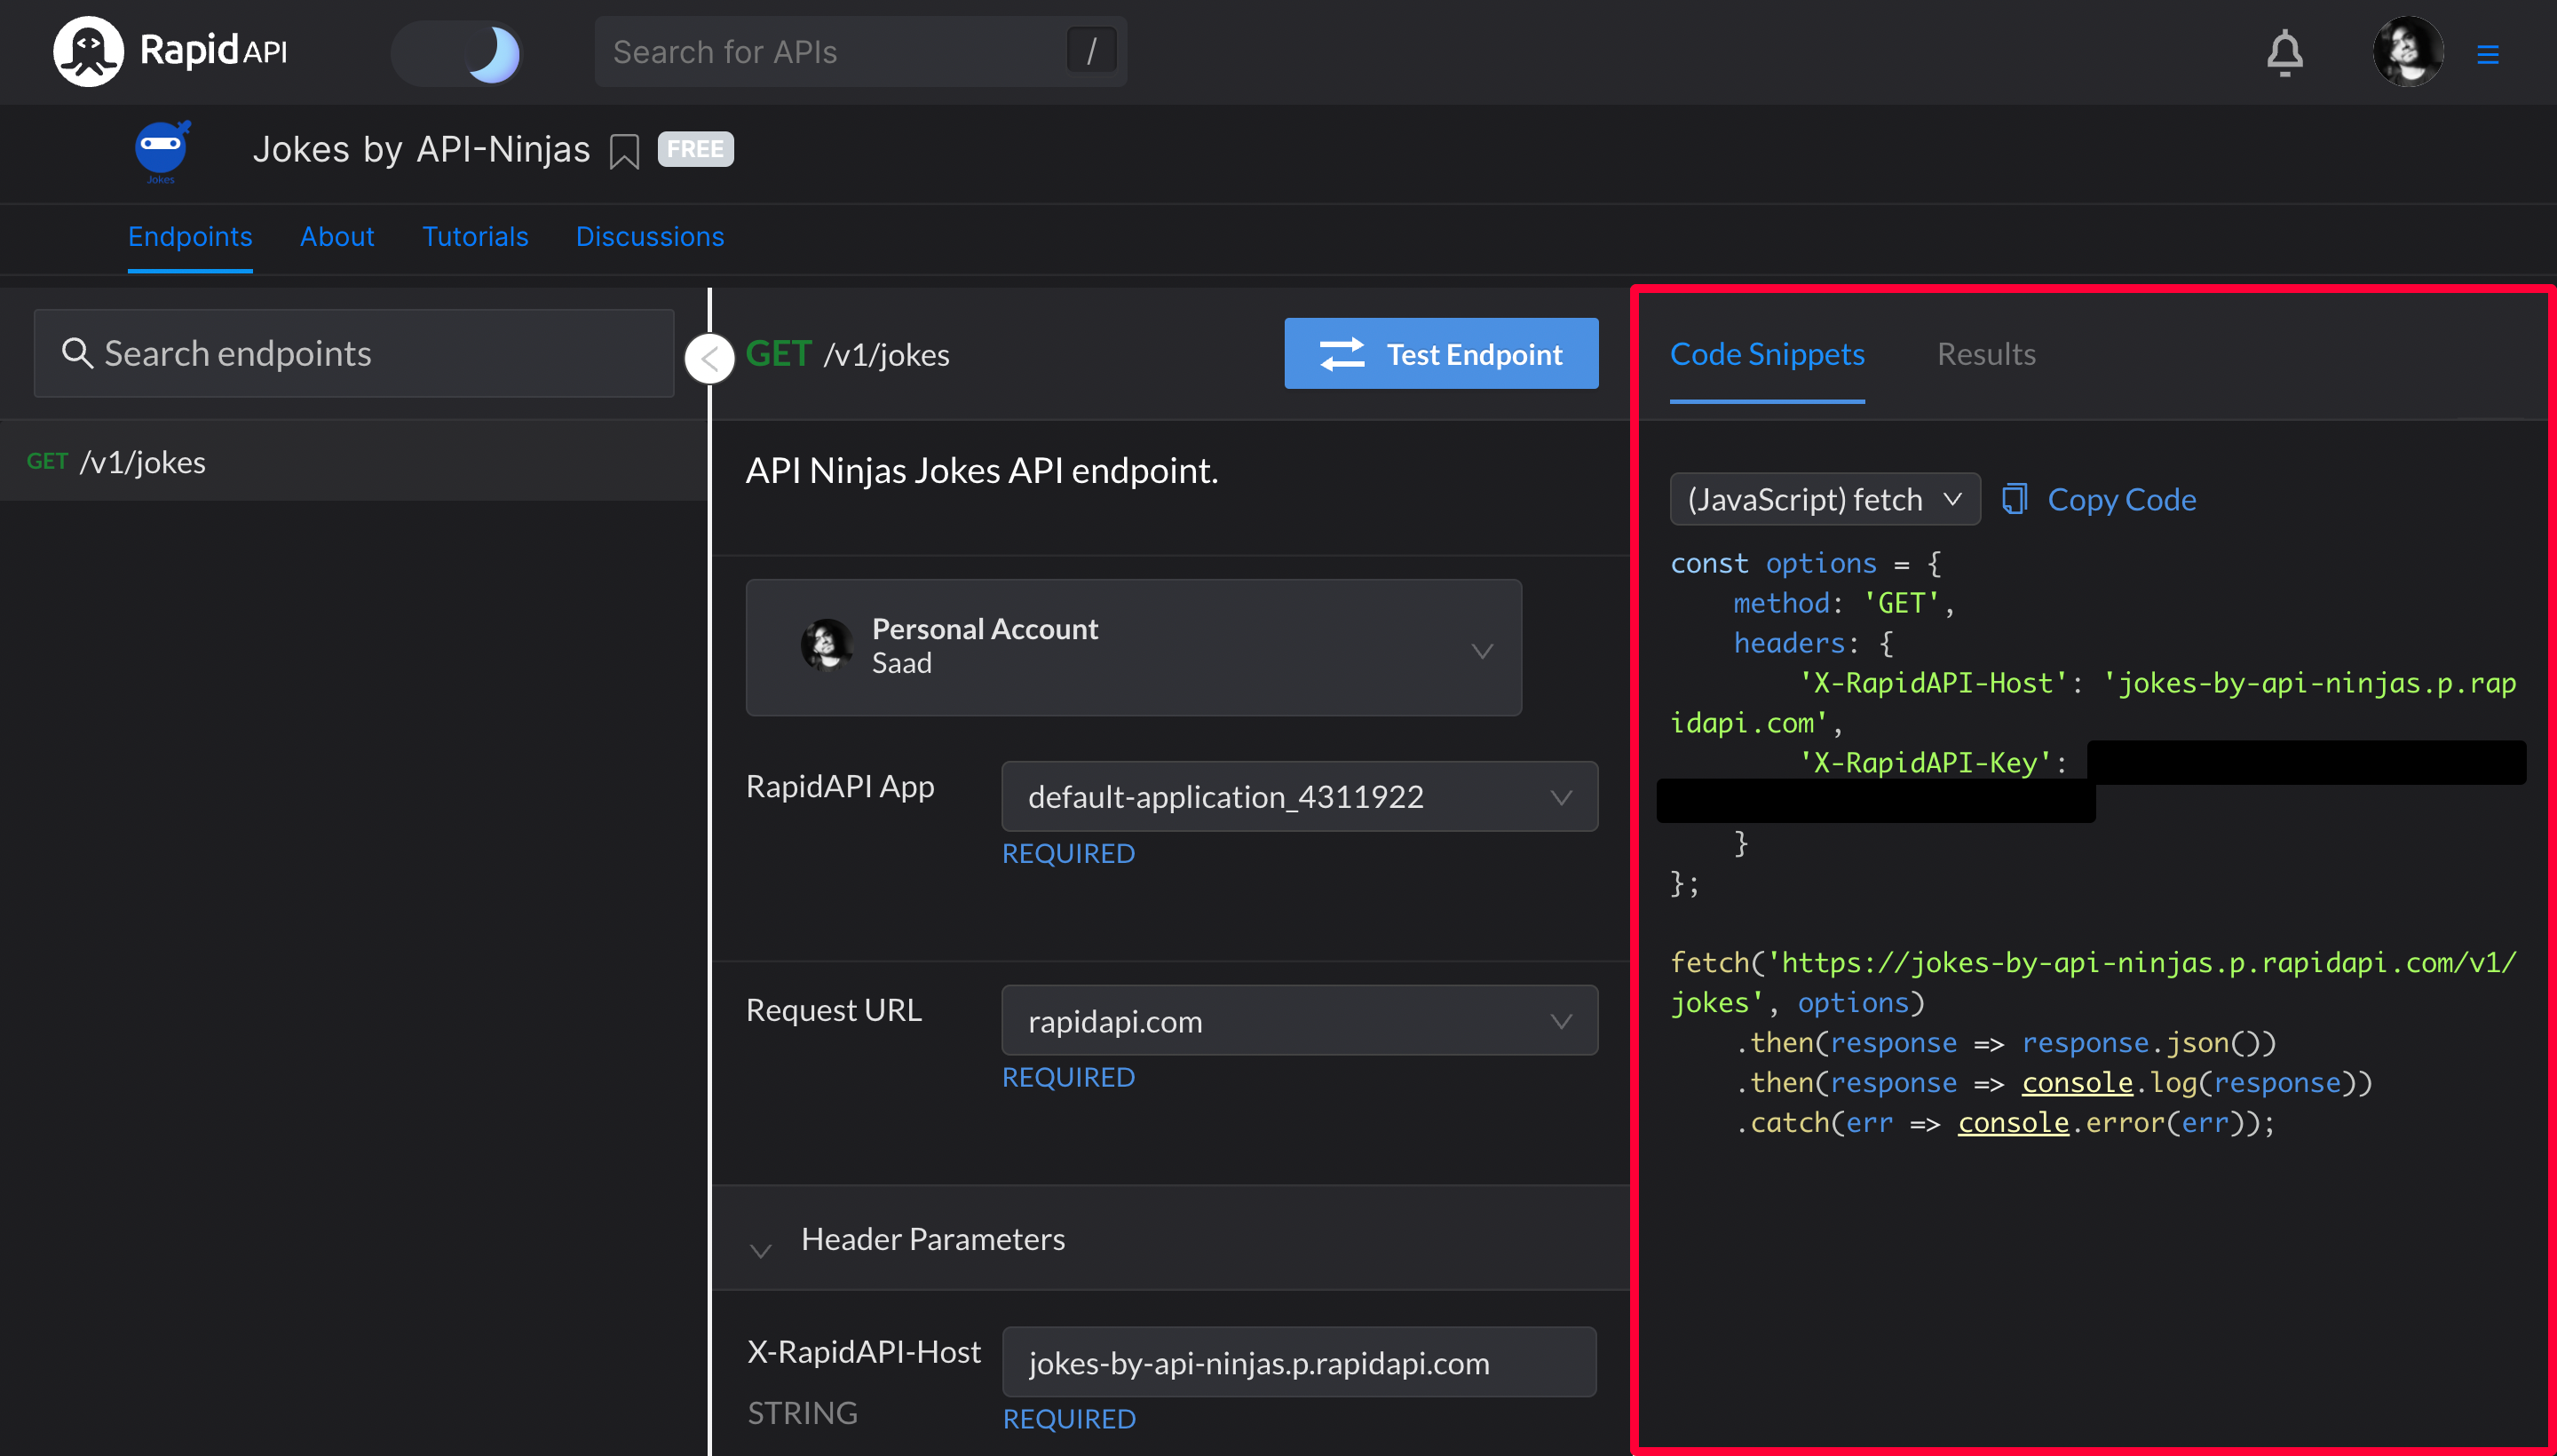 RapidAPI
Search for APIs
/
Jokes
Jokes by API-Ninjas
FREE
Endpoints
About
Tutorials
Discussions
Search endpoints
GET /v1/jokes
GET /v1/jokes
Test Endpoint
API Ninjas Jokes API endpoint.
Personal Account
Saad
RapidAPI App
default-application_4311922
REQUIRED
Request URL
rapidapi.com
REQUIRED
Header Parameters
X-RapidAPI-Host
STRING
jokes-by-api-ninjas.p.rapidapi.com
REQUIRED
Code Snippets
Results
(JavaScript) fetch
Copy Code
const options = {
method: 'GET',
headers: {
'X-RapidAPI-Host': 'jokes-by-api-ninjas.p.rap
idapi.com',
'X-RapidAPI-Key':
}
};
fetch('https://jokes-by-api-ninjas.p.rapidapi.com/v1/
jokes', options)
.then(response => response.json())
.then(response => console.log(response))
.catch(err => console.error(err));